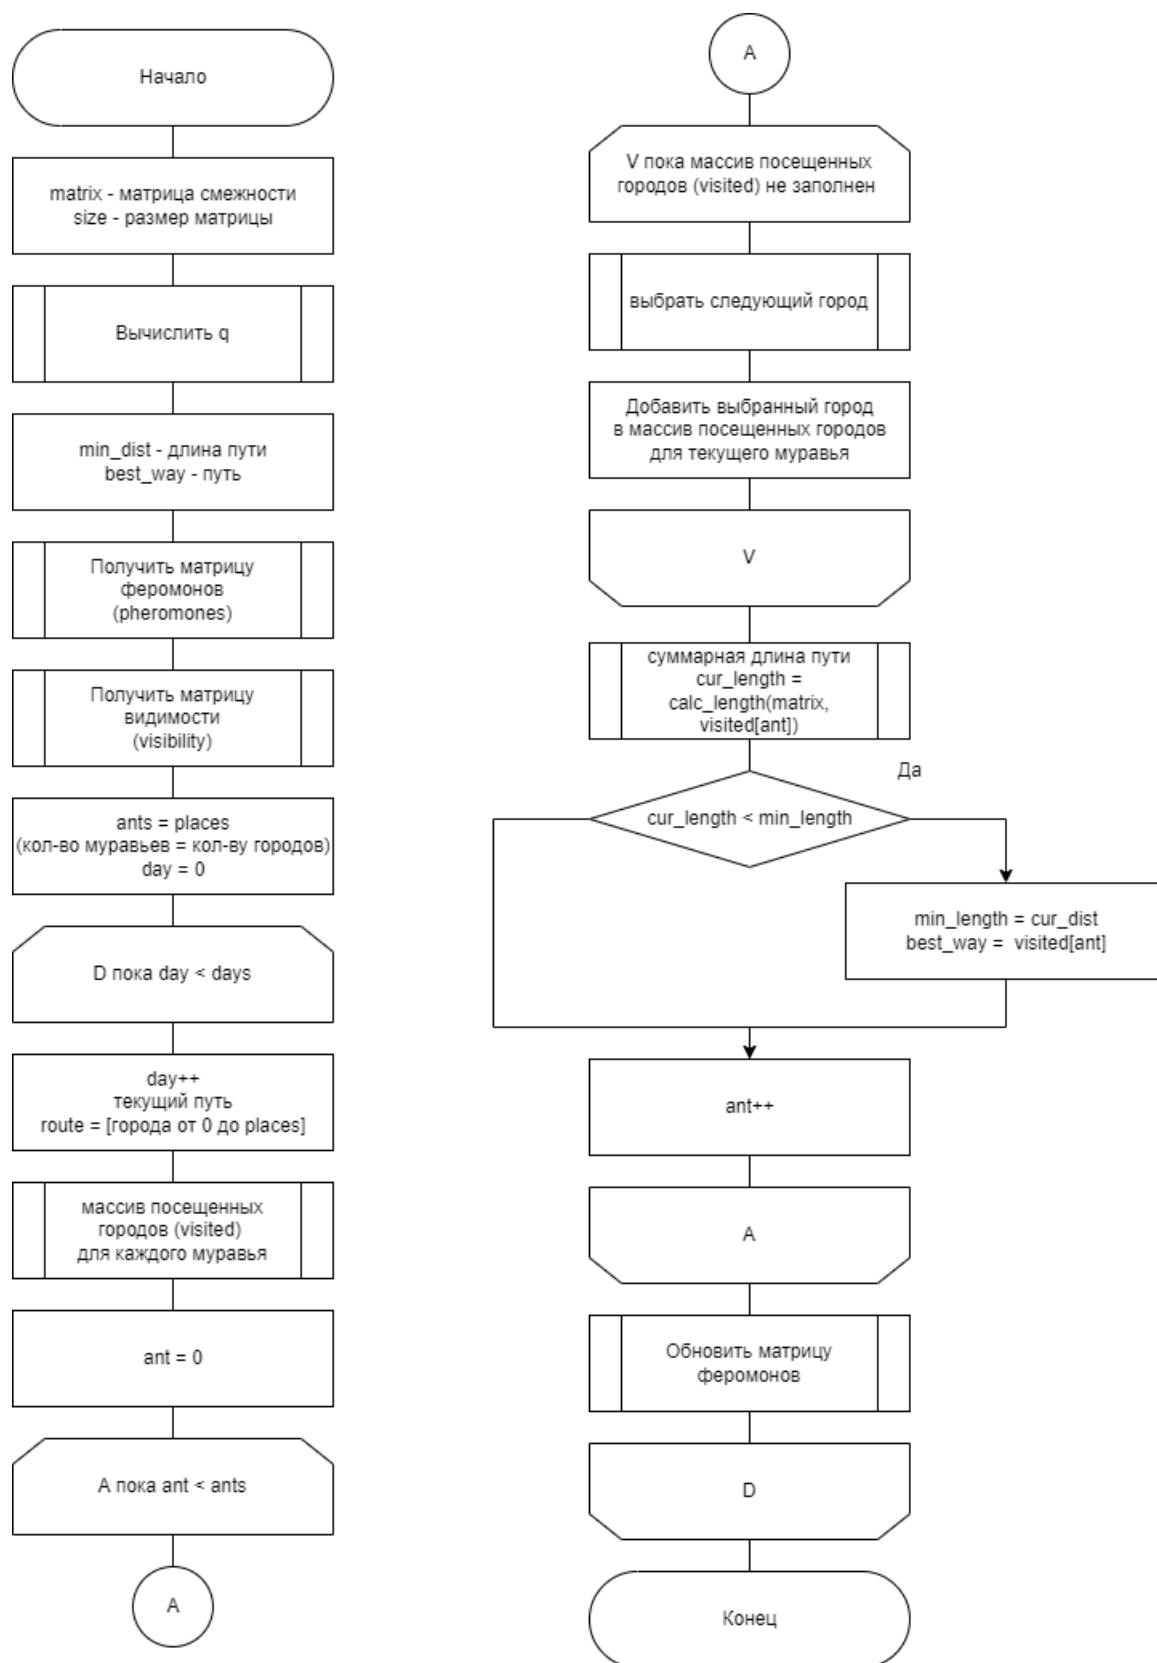 Начало
matrix - матрица смежности
size - размер матрицы
Вычислить q
min_dist - длина пути
best_way - путь
Получить матрицу
феромонов
(pheromones)
Получить матрицу
видимости
(visibility)
ants = places
(кол-во муравьев = кол-ву городов)
day = 0
D пока day < days
day++
текущий путь
route = [города от 0 до places]
массив посещенных
городов (visited)
для каждого муравья
ant = 0
А пока ant < ants
А
А
V пока массив посещенных
городов (visited) не заполнен
выбрать следующий город
Добавить выбранный город
в массив посещенных городов
для текущего муравья
V
суммарная длина пути
cur_length =
calc_length(matrix,
visited[ant])
Да
cur_length < min_length
min_length = cur_dist
best_way =  visited[ant]
ant++
А
Обновить матрицу
феромонов
D
Конец